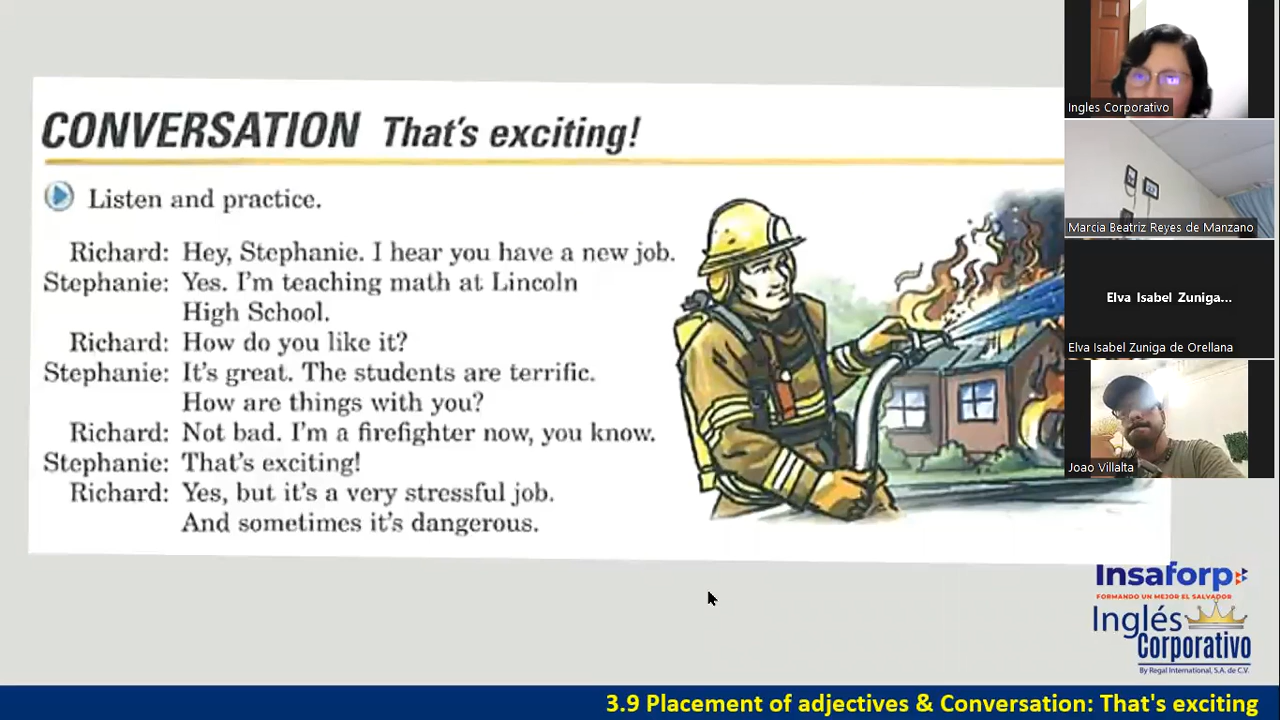 CONVERSATION That's exciting!
Listen and practice.
Richard: Hey, Stephanie. I hear you have a new job.
Stephanie: Yes. I'm teaching math at Lincoln
High School.
Richard: How do you like it?
Stephanie: It's great. The students are terrific.
How are things with you?
Richard: Not bad. I'm a firefighter now, you know.
Stephanie: That's exciting!
Richard: Yes, but it's a very stressful job.
And sometimes it's dangerous.
Ingles Corporativo
Marcia Beatriz Reyes de Manzano
Elva Isabel Zuniga...
Elva Isabel Zuniga de Orellana
Joao Villalta
Insaforp
FORMANDO UN MEJOR EL SALVADOR
Inglés
Corporativo
By Regal International, S.A. de C.V.
3.9 Placement of adjectives & Conversation: That's exciting